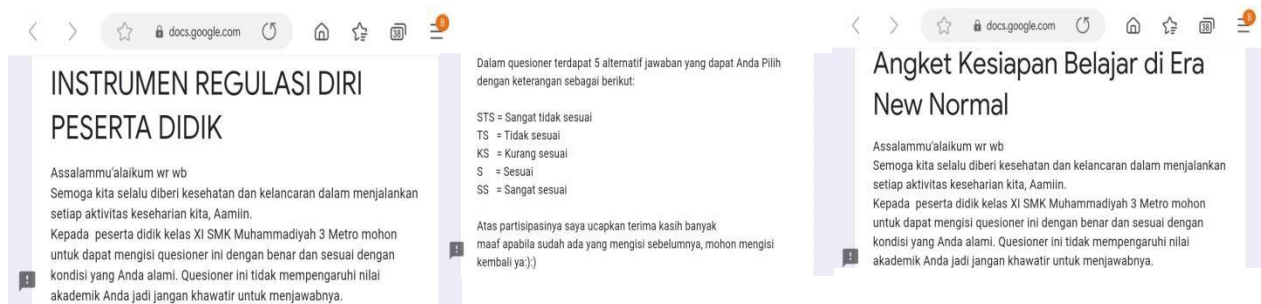 docs.google.com
38
B
INSTRUMEN REGULASI DIRI
PESERTA DIDIK
Assalammu'alaikum wr wb
Semoga kita selalu diberi kesehatan dan kelancaran dalam menjalankan
setiap aktivitas keseharian kita, Aamiin.
Kepada peserta didik kelas XI SMK Muhammadiyah 3 Metro mohon
untuk dapat mengisi quesioner ini dengan benar dan sesuai dengan
kondisi yang Anda alami. Quesioner ini tidak mempengaruhi nilai
akademik Anda jadi jangan khawatir untuk menjawabnya.
Dalam quesioner terdapat 5 alternatif jawaban yang dapat Anda Pilih
dengan keterangan sebagai berikut:
STS = Sangat tidak sesuai
TS = Tidak sesuai
KS = Kurang sesuai
S = Sesuai
SS = Sangat sesuai
Atas partisipasinya saya ucapkan terima kasih banyak
maaf apabila sudah ada yang mengisi sebelumnya, mohon mengisi
kembali ya:):)
docs.google.com
38
B
Angket Kesiapan Belajar di Era
New Normal
Assalammu'alaikum wr wb
Semoga kita selalu diberi kesehatan dan kelancaran dalam menjalankan
setiap aktivitas keseharian kita, Aamiin.
Kepada peserta didik kelas XI SMK Muhammadiyah 3 Metro mohon
untuk dapat mengisi quesioner ini dengan benar dan sesuai dengan
kondisi yang Anda alami. Quesioner ini tidak mempengaruhi nilai
akademik Anda jadi jangan khawatir untuk menjawabnya.